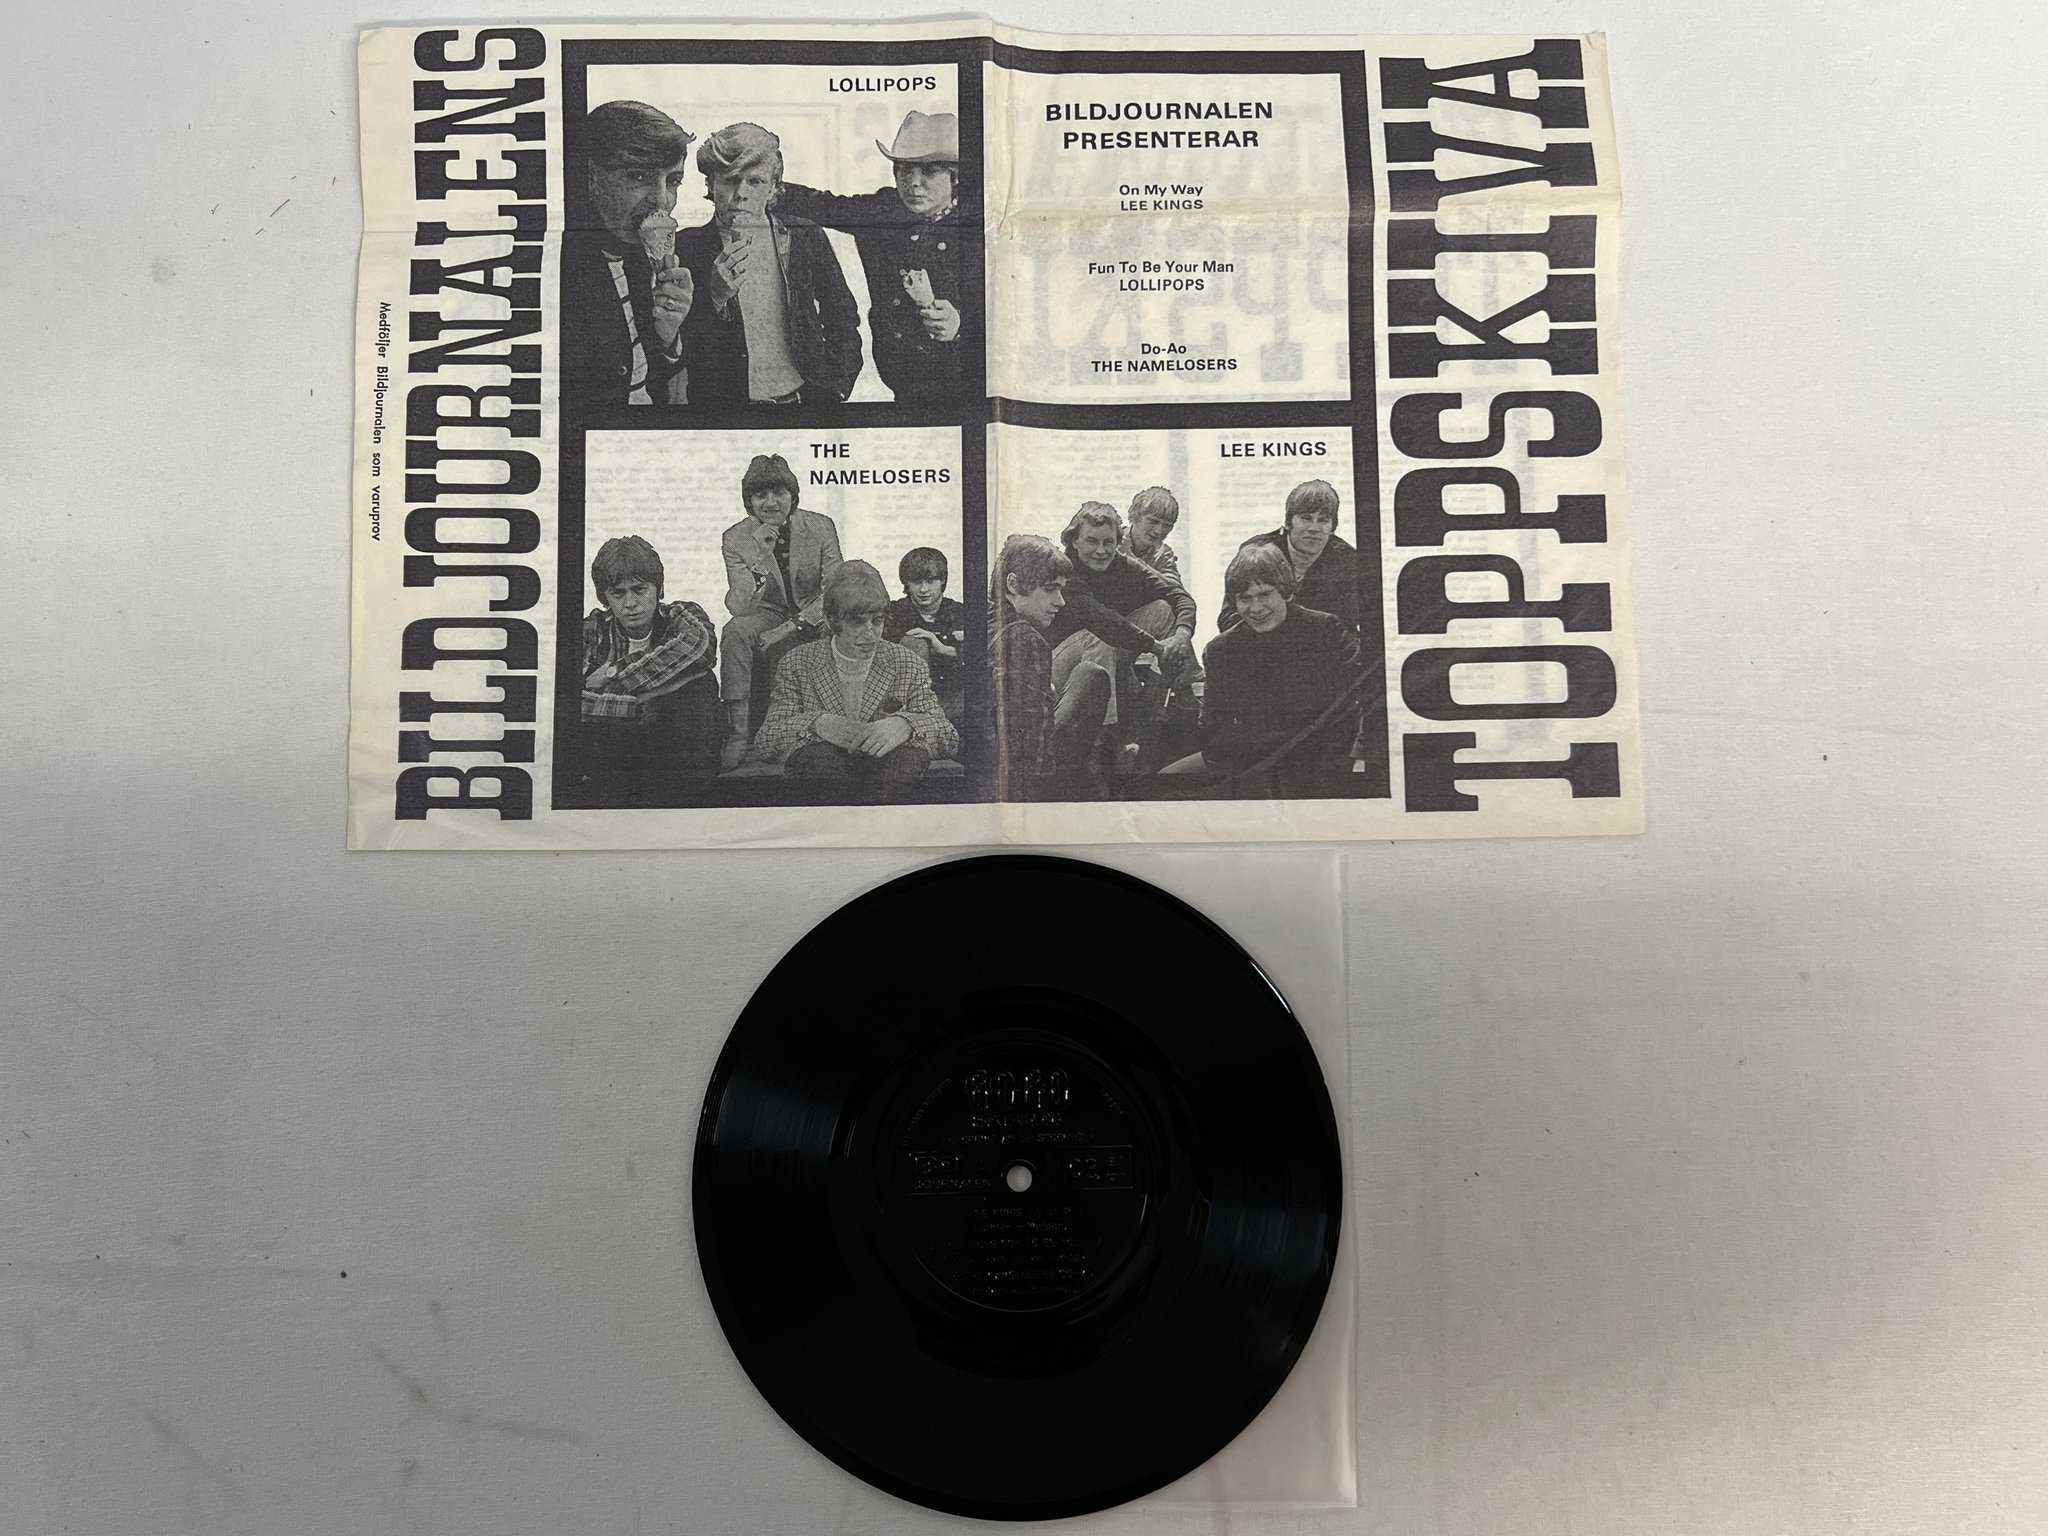 BILDJOURNALENS
Medföljer Bildjournalen som varuprov
LOLLIPOPS
BILDJOURNALEN
PRESENTERAR
On My Way
LEE KINGS
Fun To Be Your Man
LOLLIPOPS
Do-Ao
THE NAMELOSERS
THE
NAMELOSERS
LEE KINGS
TOPPSKIVA
JOURNALEN